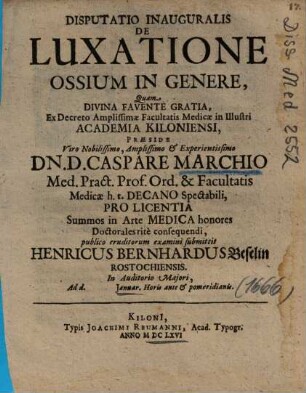 DISPUTATIO INAUGURALIS
DE
LUXATIONE
OSSIUM IN GENERE,
Quam
DIVINA FAVENTE GRATIA,
Ex Decreto Amplissimæ Facultatis Medicæ in Illustri
ACADEMIA KILONIENSI,
PRÆSIDE
Viro Nobilissimo, Amplissimo & Experientissimo
DN. D. CASPARE MARCHIO
Med. Pract. Prof. Ord. & Facultatis
Medicæ h. t. DECANO Spectabili,
PRO LICENTIA
Summos in Arte MEDICA honores
Doctorales ritè consequendi,
publico eruditorum examini submittit
HENRICUS BERNHARDUS Beselin
ROSTOCHIENSIS.
In Auditorio Majori,
Ad. d. Januar. Horis ante & pomeridianis.
(1666)
KILONI,
Typis JOACHIMI REUMANNI, Acad. Typogr.
ANNO M DC LXVI
Diss. Med 2552